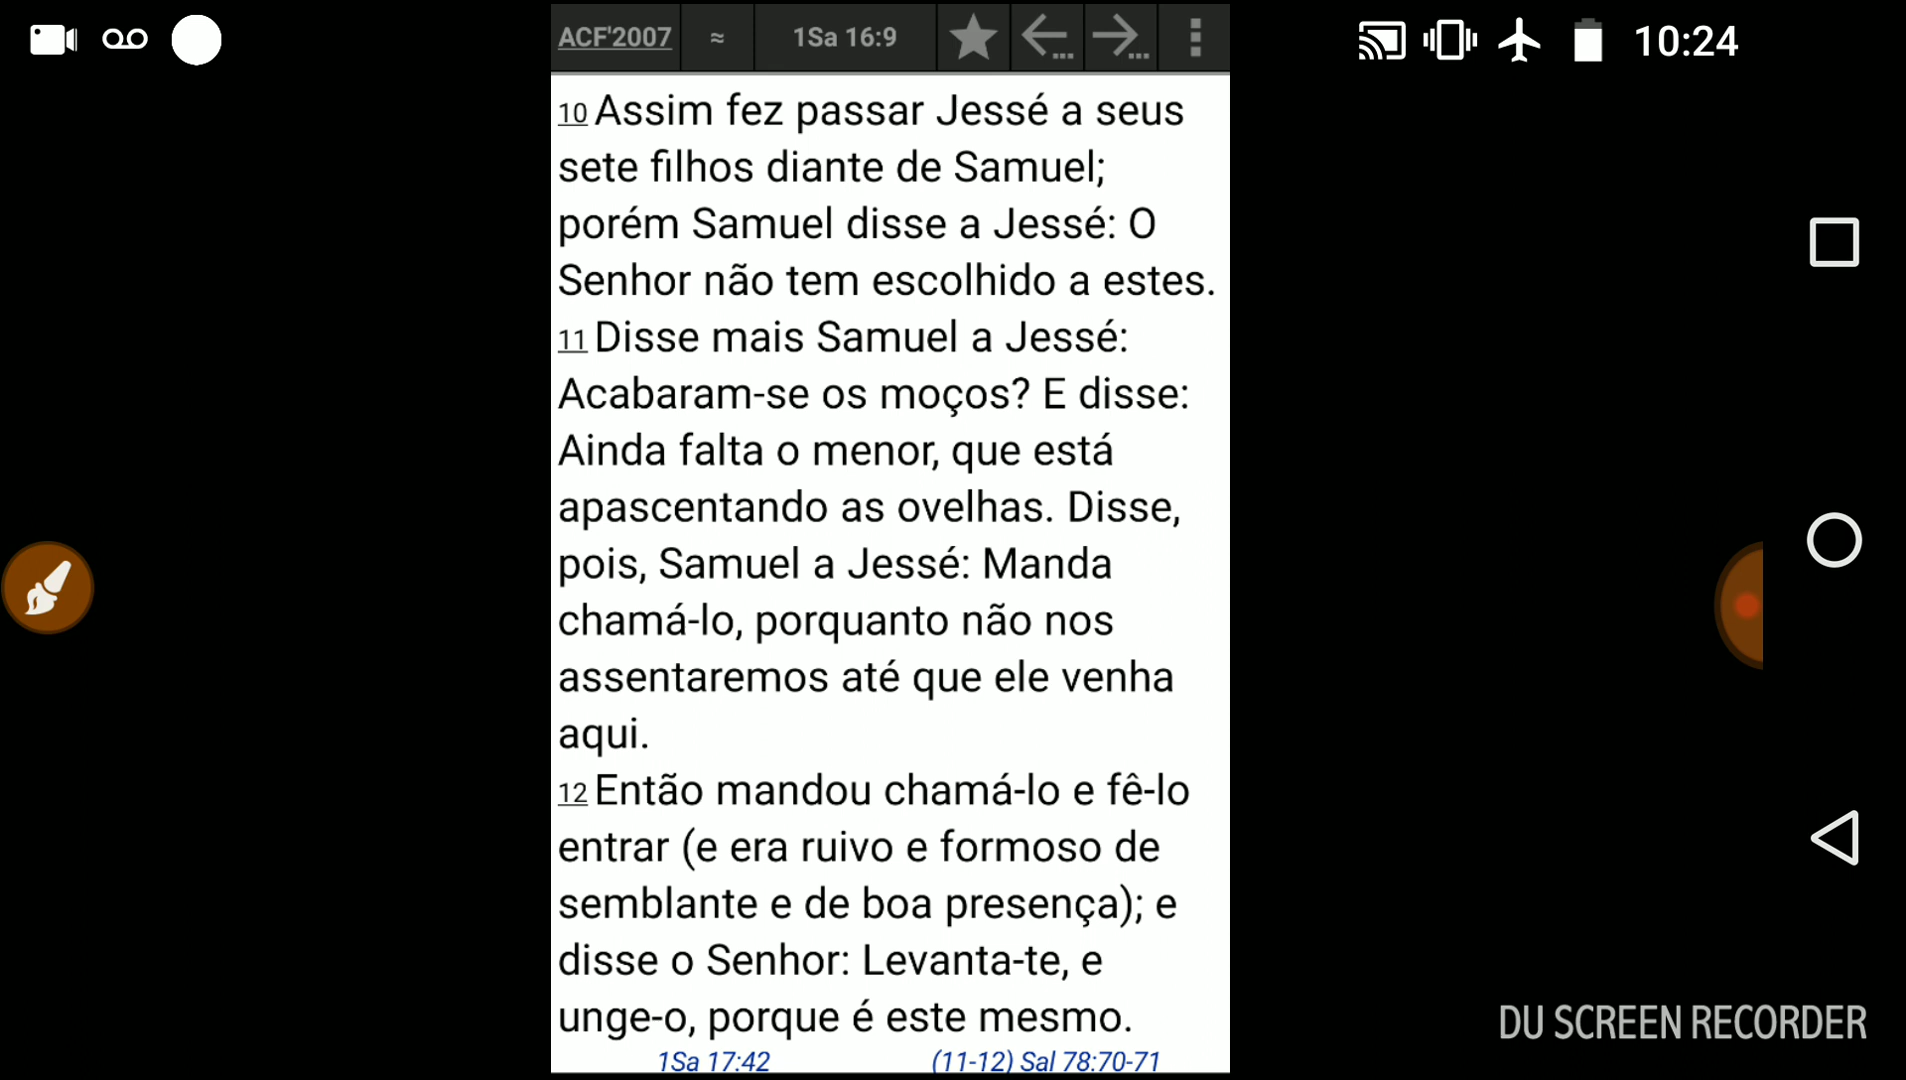 10:24
ACF'2007 ≈ 1Sa 16:9
10 Assim fez passar Jessé a seus
sete filhos diante de Samuel;
porém Samuel disse a Jessé: O
Senhor não tem escolhido a estes.
11 Disse mais Samuel a Jessé:
Acabaram-se os moços? E disse:
Ainda falta o menor, que está
apascentando as ovelhas. Disse,
pois, Samuel a Jessé: Manda
chamá-lo, porquanto não nos
assentaremos até que ele venha
aqui.
12 Então mandou chamá-lo e fê-lo
entrar (e era ruivo e formoso de
semblante e de boa presença); e
disse o Senhor: Levanta-te, e
unge-o, porque é este mesmo.
1Sa 17:42 (11-12) Sal 78:70-71
DU SCREEN RECORDER